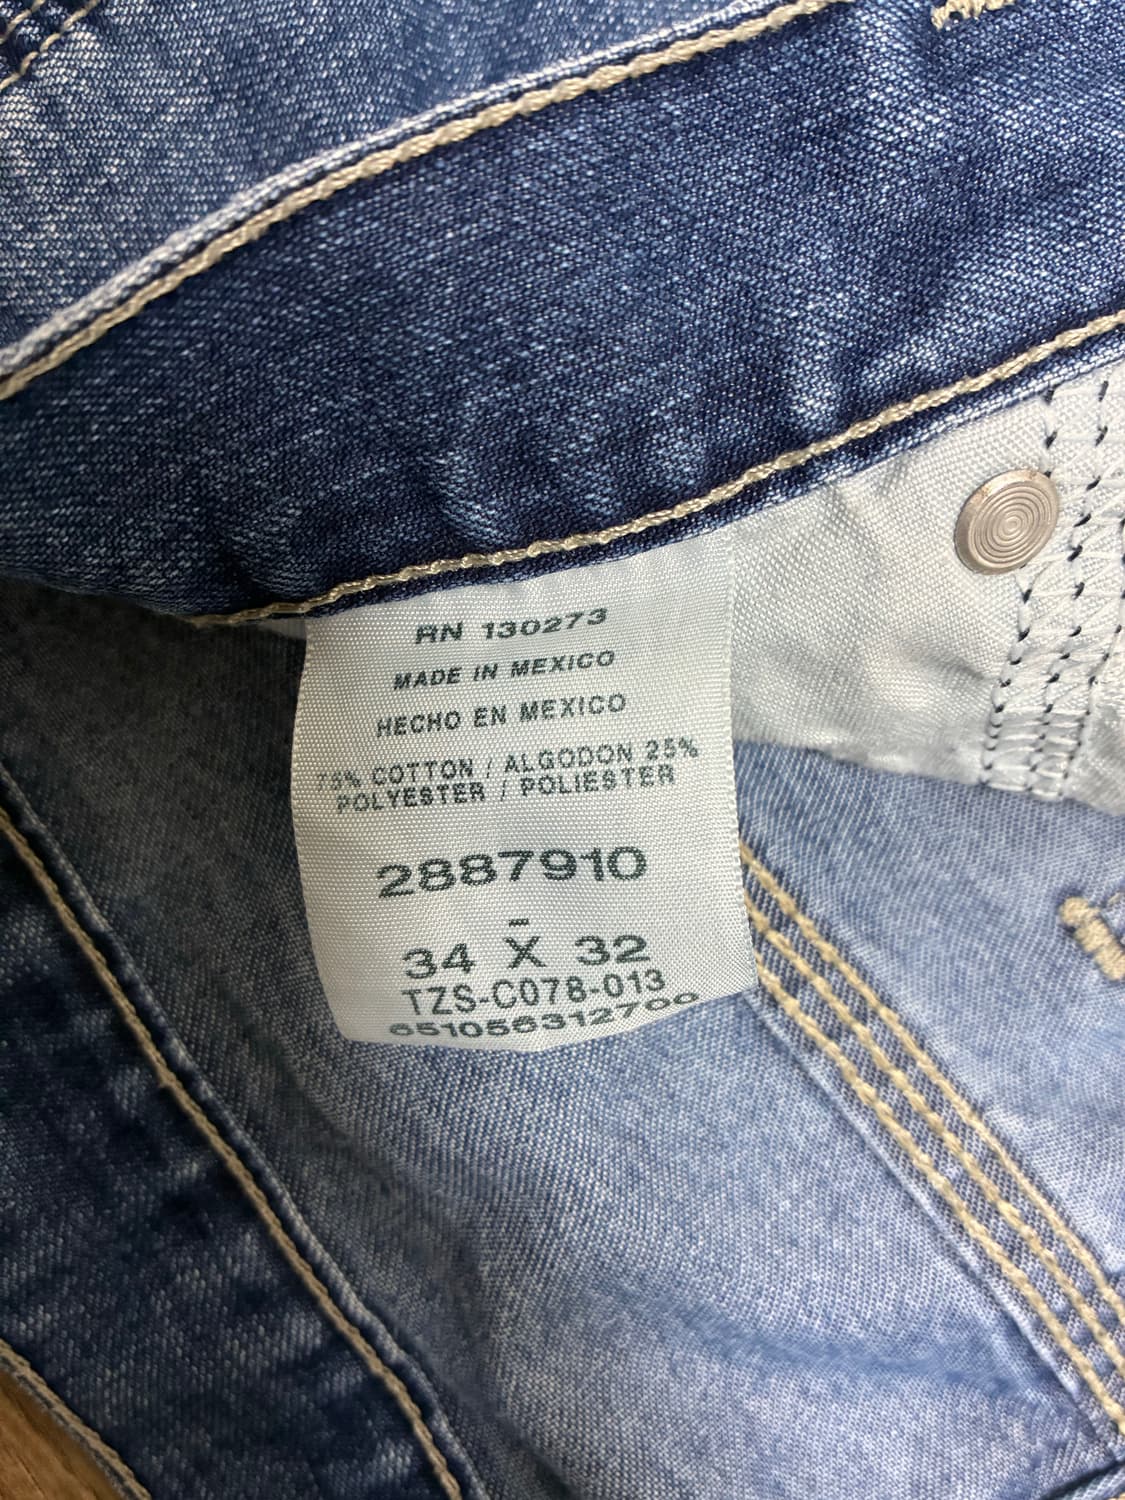 RN 130273
MADE IN MEXICO
HECHO EN MEXICO
75% COTTON / ALGODON 25%
POLYESTER / POLIESTER
2887910
-
34 X 32
TZS-C078-013
651056312706